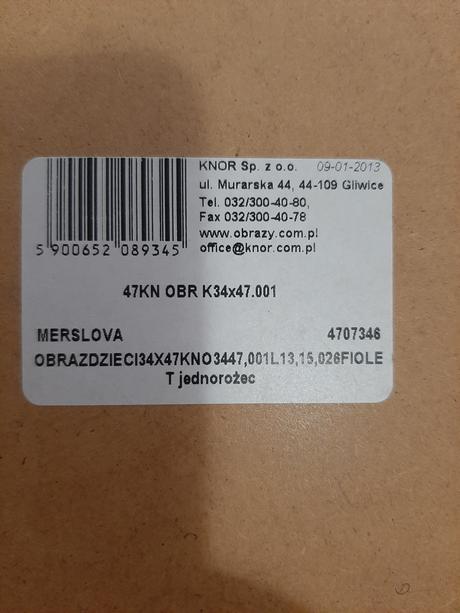 KNOR Sp. z o.o. 09-01-2013
ul. Murarska 44, 44-109 Gliwice
Tel. 032/300-40-80,
Fax 032/300-40-78
www.obrazy.com.pl
office@knor.com.pl
5 900652 089345
47KN OBR K34x47.001
MERSLOVA 4707346
OBRAZDZIECI34X47KNO3447,001L13,15,026FIOLE
T jednorożec